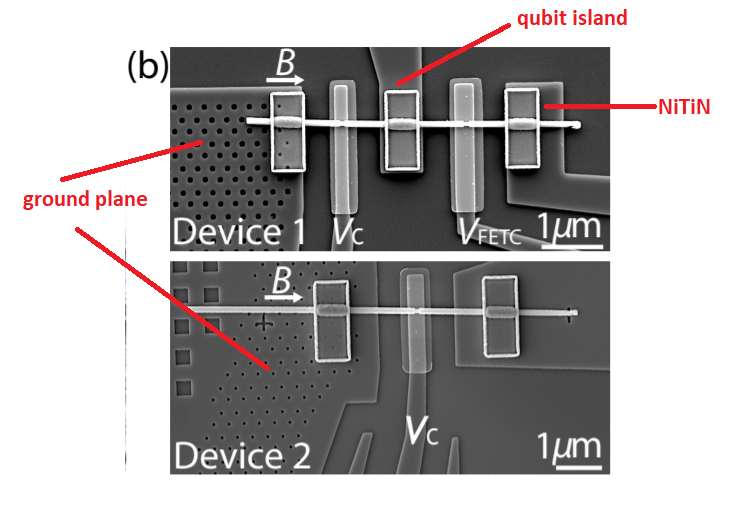 qubit island
(b)
B
NiTiN
ground plane
Device 1
VC
VFETC
1μm
B
VC
Device 2
1μm